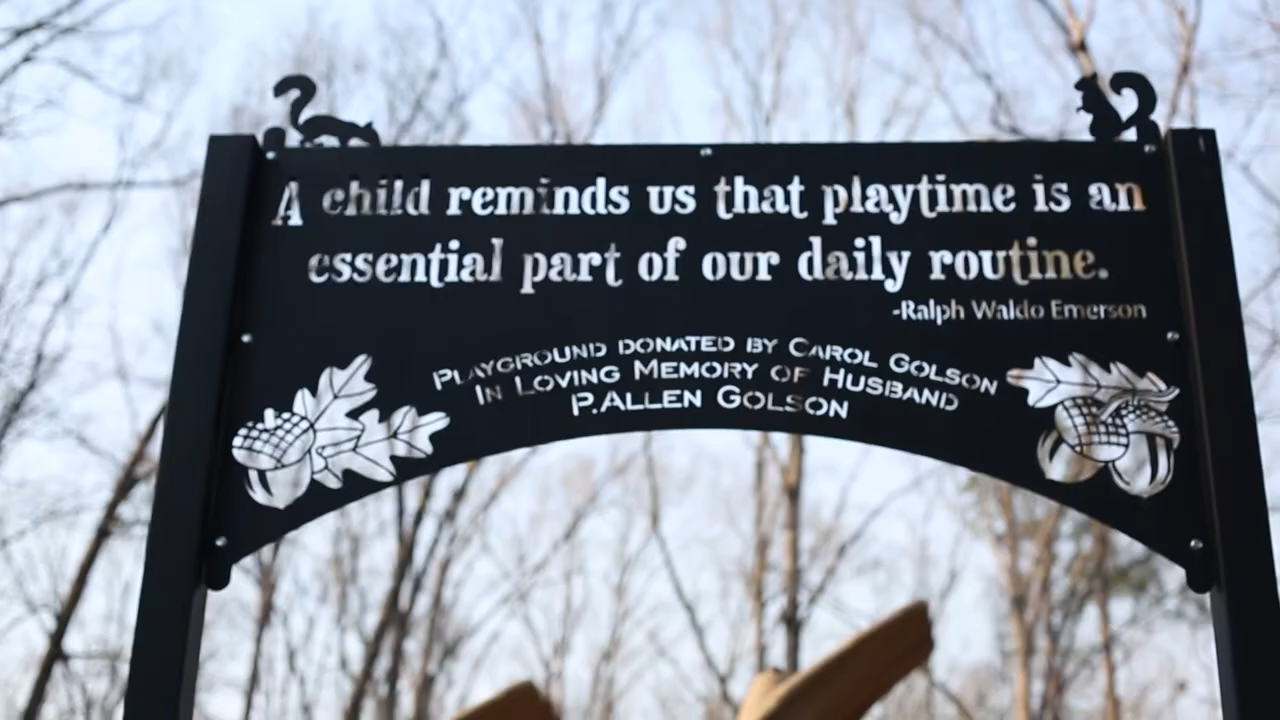 A child reminds us that playtime is an
essential part of our daily routine.
-Ralph Waldo Emerson
PLAYGROUND DONATED BY CAROL GOLSON
IN LOVING MEMORY OF HUSBAND
P.ALLEN GOLSON